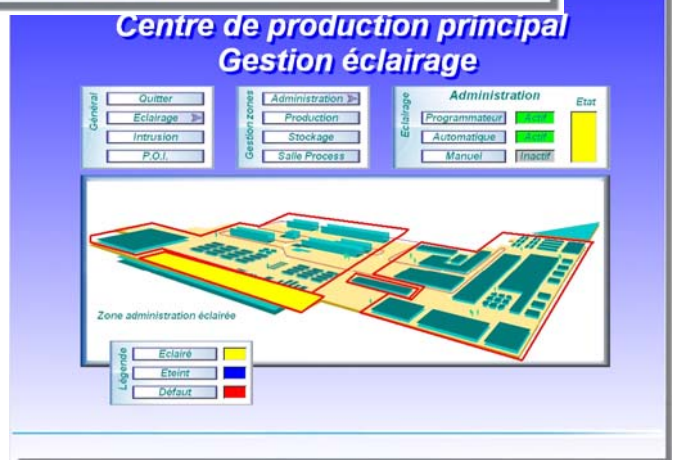 Centre de production principal
Gestion éclairage
Général
Quitter
Eclairage
Intrusion
P.O.I.
Gestion zones
Administration
Production
Stockage
Salle Process
Eclairage
Administration
Etat
Programmateur Actif
Automatique Actif
Manuel Inactif
Zone administration éclairée
Légende
Eclairé
Eteint
Défaut